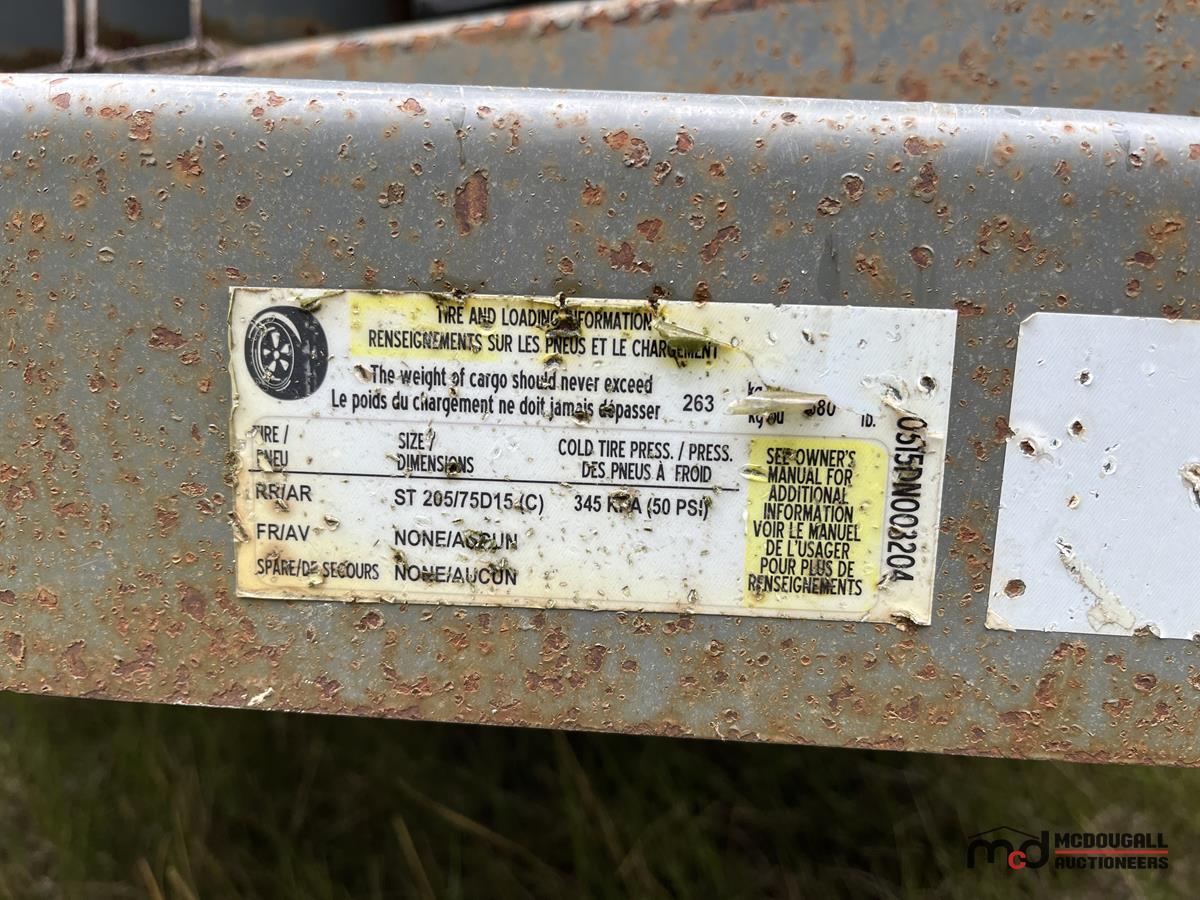 TIRE AND LOADING INFORMATION
RENSEIGNEMENTS SUR LES PNEUS ET LE CHARGEMENT
The weight of cargo should never exceed
Le poids du chargement ne doit jamais dépasser 263 kg ou lb.
TIRE / PNEU
SIZE / DIMENSIONS
COLD TIRE PRESS. / PRESS.
DES PNEUS À FROID
RR/AR ST 205/75D15 (C) 345 KPA (50 PSI)
FR/AV NONE/AUCUN
SPARE/DE SECOURS NONE/AUCUN
SEE OWNER'S
MANUAL FOR
ADDITIONAL
INFORMATION
VOIR LE MANUEL
DE L'USAGER
POUR PLUS DE
RENSEIGNEMENTS
0515DN003204
mcd MCDOUGALL
AUCTIONEERS